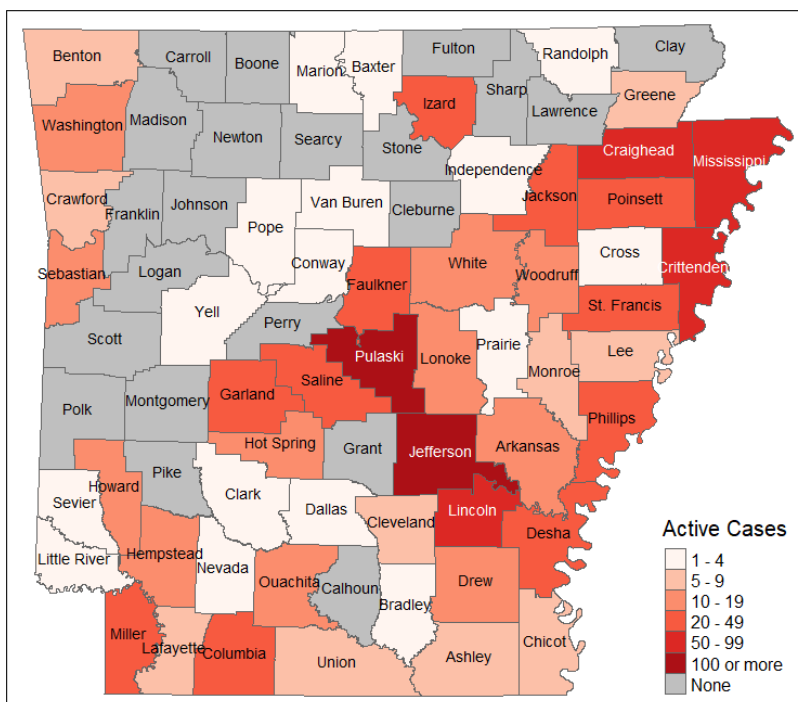 Benton
Carroll
Boone
Marion
Baxter
Fulton
Randolph
Clay
Washington
Madison
Newton
Searcy
Stone
Izard
Sharp
Lawrence
Greene
Crawford
Franklin
Johnson
Pope
Van Buren
Cleburne
Independence
Jackson
Craighead
Mississippi
Poinsett
Sebastian
Logan
Conway
Faulkner
White
Woodruff
Cross
Crittenden
Scott
Yell
Perry
Pulaski
Lonoke
Prairie
Monroe
St. Francis
Lee
Polk
Montgomery
Garland
Saline
Hot Spring
Grant
Jefferson
Arkansas
Phillips
Sevier
Howard
Pike
Clark
Dallas
Cleveland
Lincoln
Desha
Little River
Hempstead
Nevada
Ouachita
Calhoun
Bradley
Drew
Miller
Lafayette
Columbia
Union
Ashley
Chicot
Active Cases
1 - 4
5 - 9
10 - 19
20 - 49
50 - 99
100 or more
None